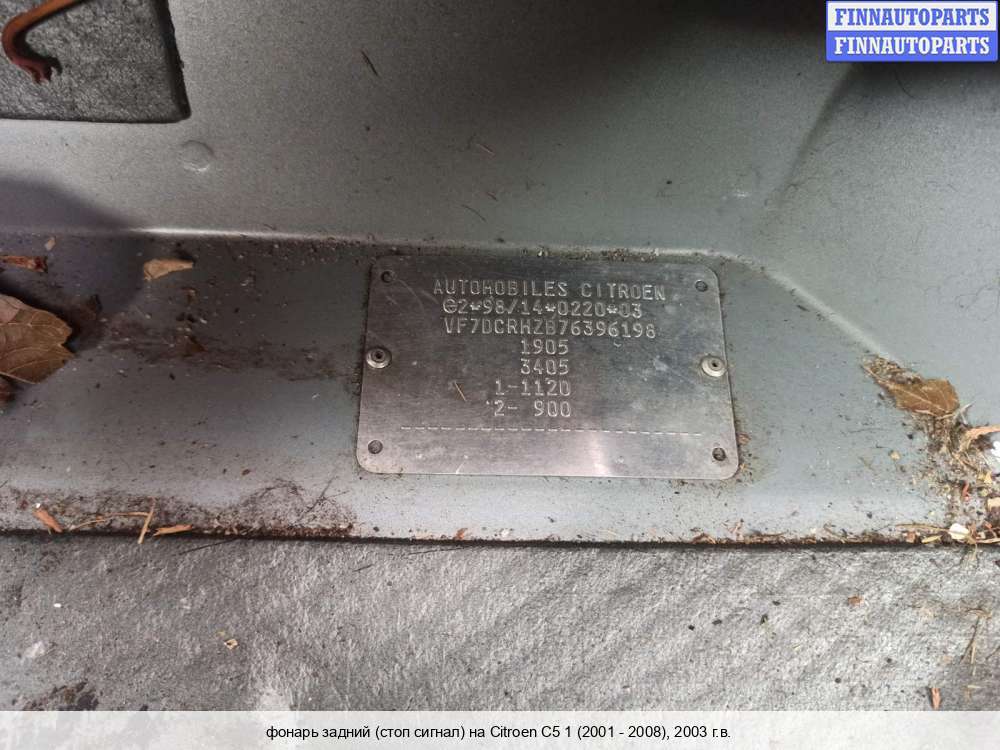 FINNAUTOPARTS
FINNAUTOPARTS
AUTOMOBILES CITROEN
e2*98/14*0220*03
VF7DCRHZB76396198
1905
3405
1-1120
2- 900
фонарь задний (стоп сигнал) на Citroen C5 1 (2001 - 2008), 2003 г.в.